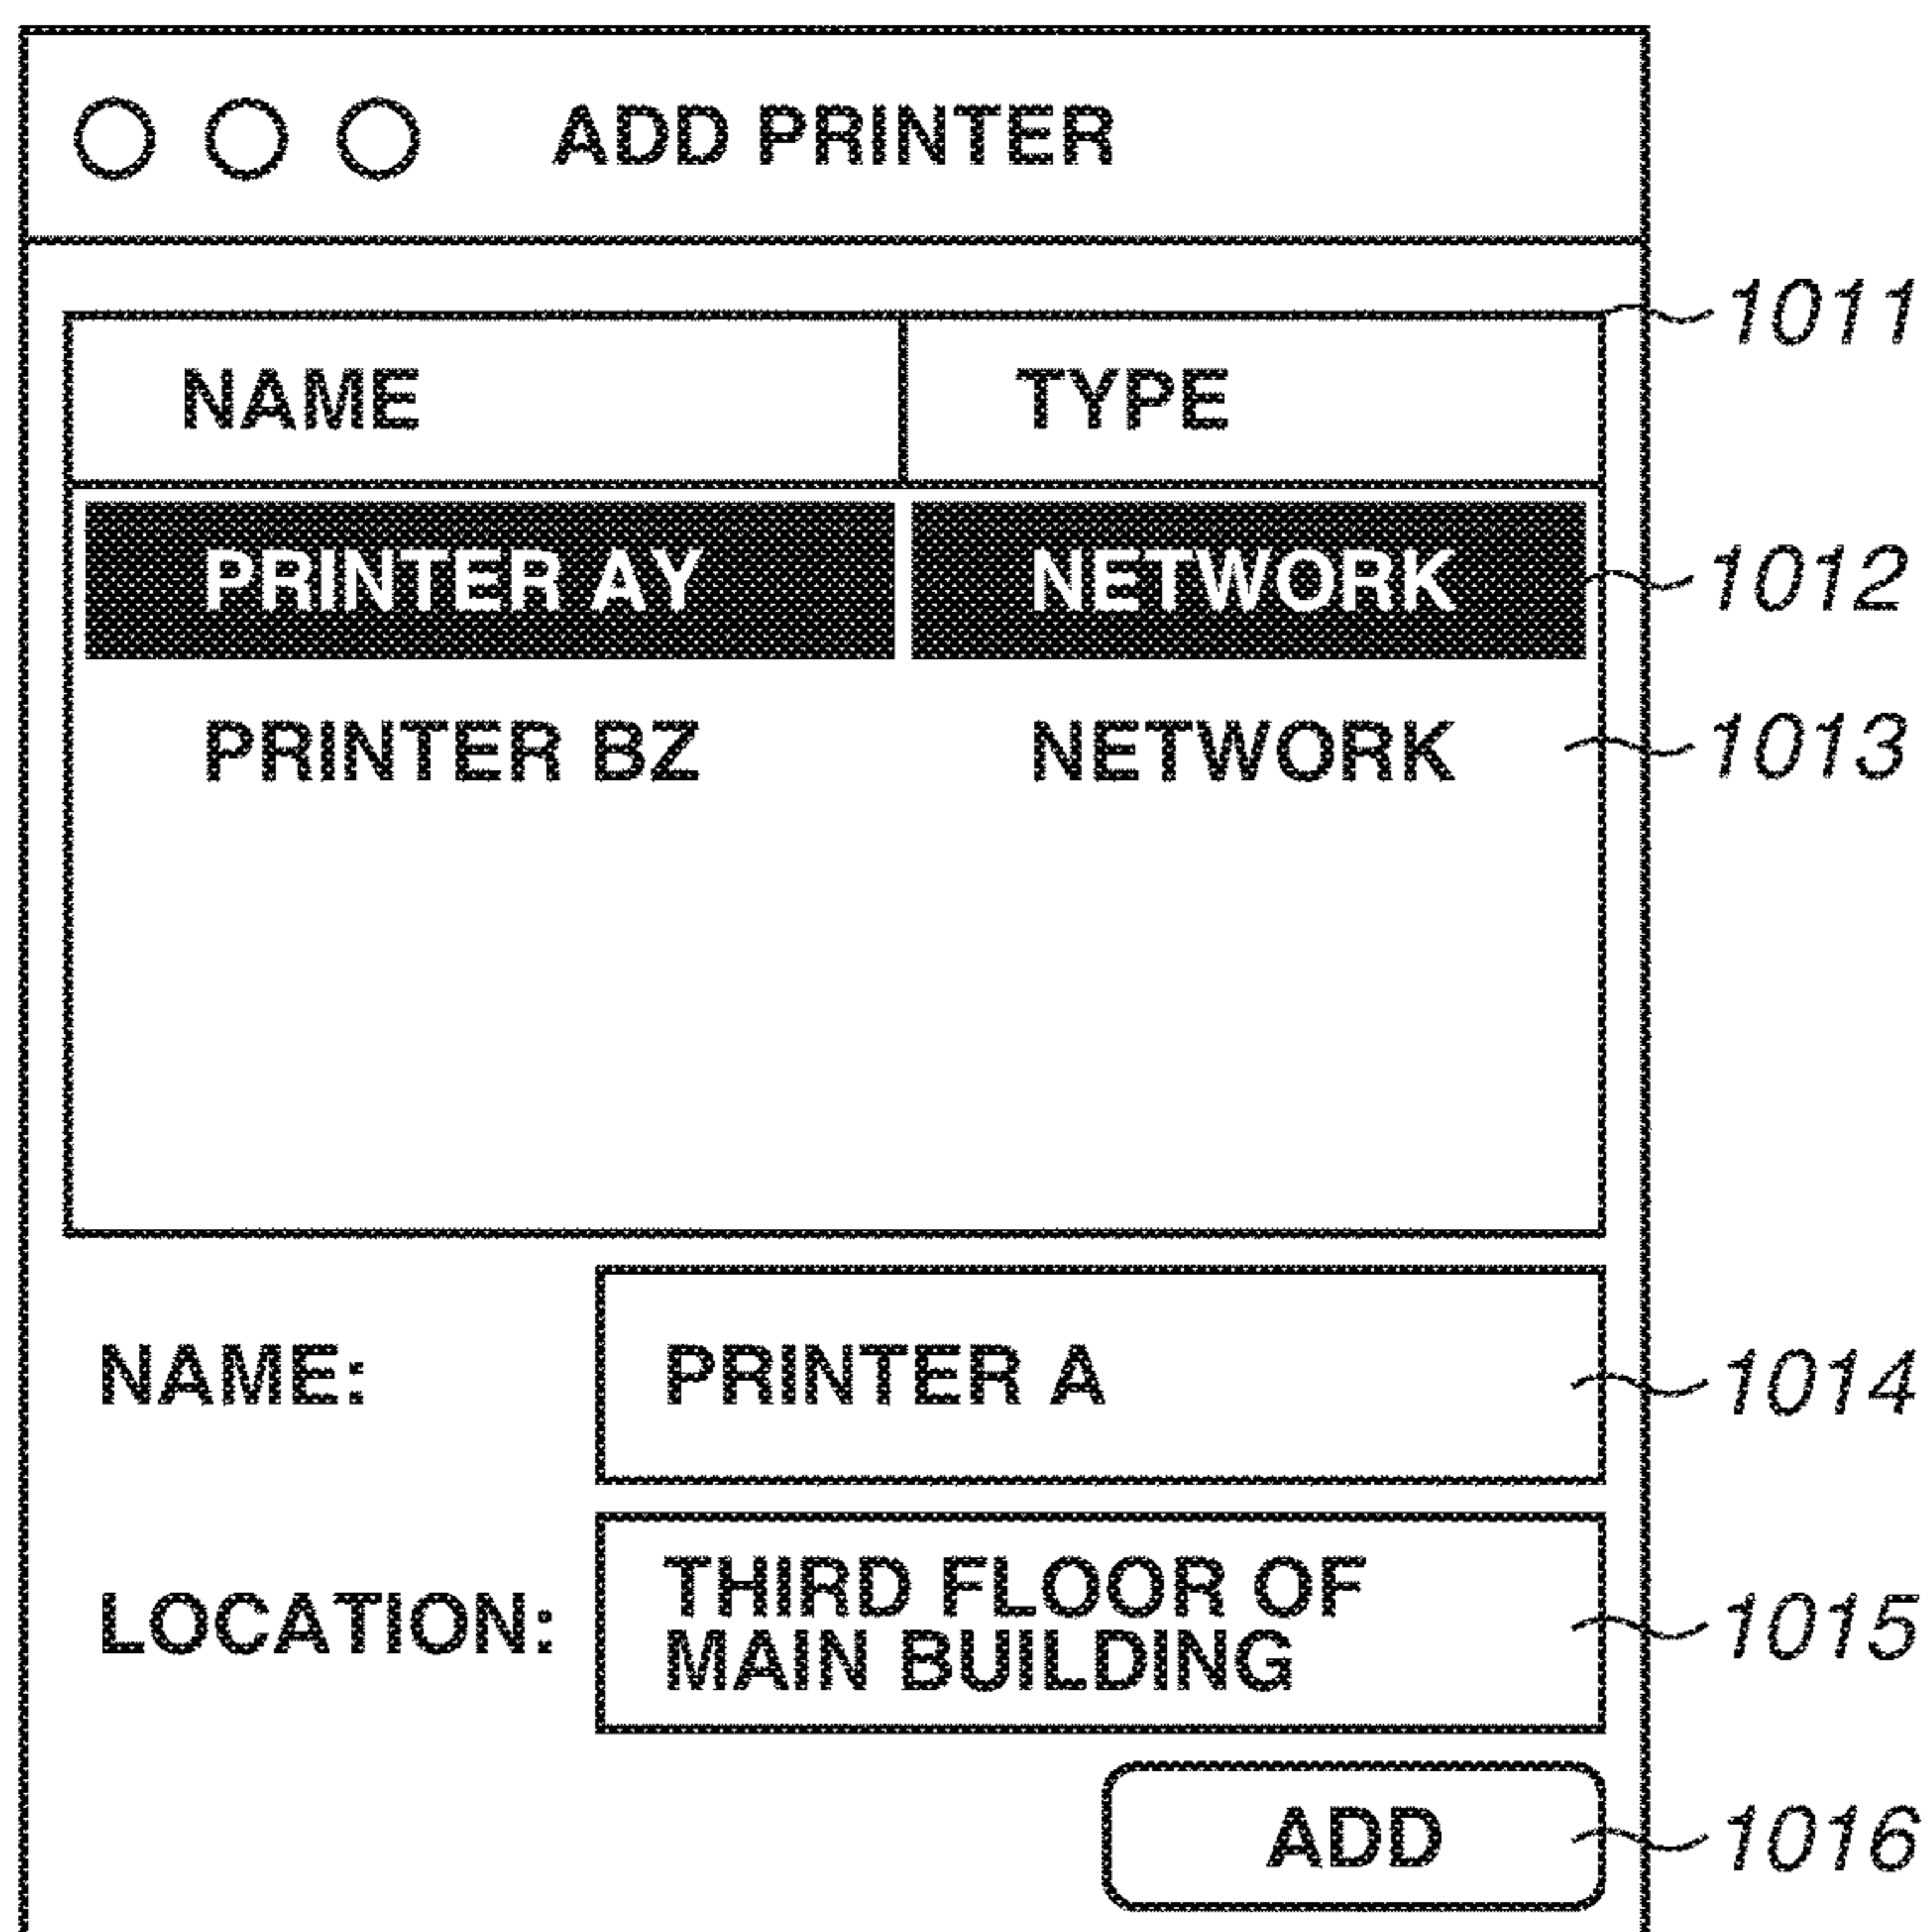 ADD PRINTER
1011
NAME TYPE
PRINTER AY NETWORK 1012
PRINTER BZ NETWORK 1013
NAME: PRINTER A 1014
LOCATION: THIRD FLOOR OF
MAIN BUILDING 1015
ADD 1016